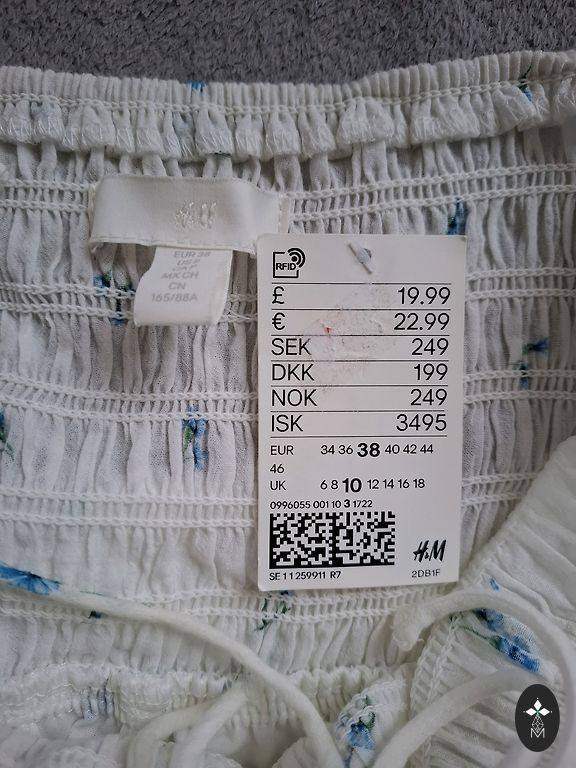 H&M
EUR 38
MX CH
CN
165/88A
RFID
£ 19.99
€ 22.99
SEK 249
DKK 199
NOK 249
ISK 3495
EUR 34 36 38 40 42 44
46
UK 6 8 10 12 14 16 18
0996055 001 10 3 1722
H&M
SE 1 1 259911 R7 2DB1F
M